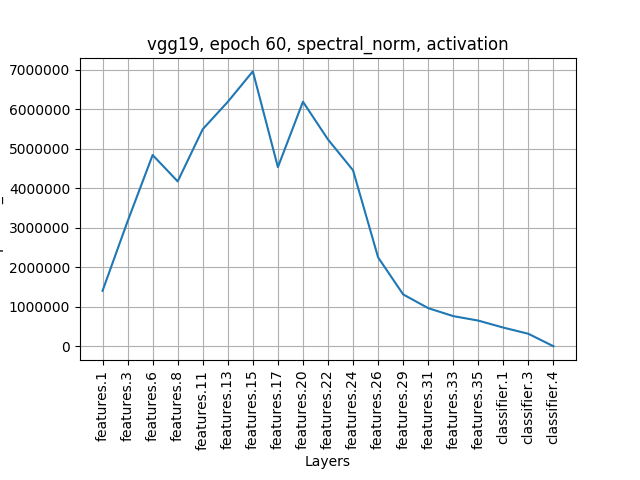 vgg19, epoch 60, spectral_norm, activation
7000000
6000000
5000000
4000000
3000000
2000000
1000000
0
features.1
features.3
features.6
features.8
features.11
features.13
features.15
features.17
features.20
features.22
features.24
features.26
features.29
features.31
features.33
features.35
classifier.1
classifier.3
classifier.4
Layers